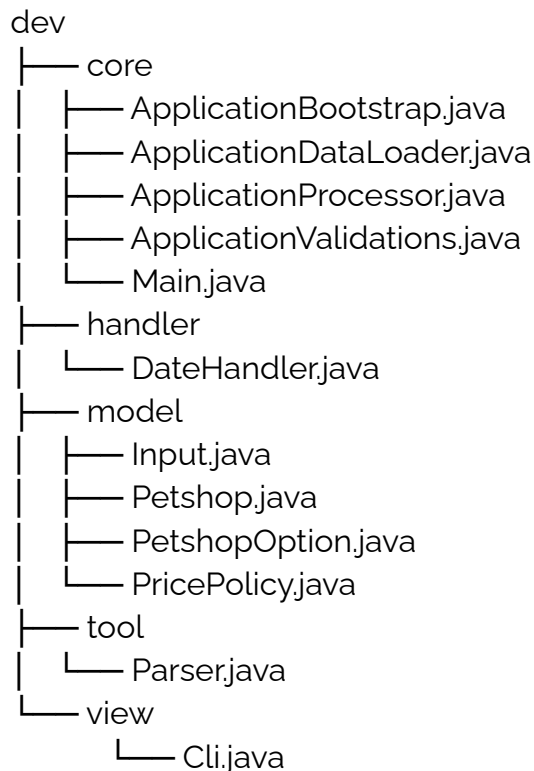 dev
├── core
│   ├── ApplicationBootstrap.java
│   ├── ApplicationDataLoader.java
│   ├── ApplicationProcessor.java
│   ├── ApplicationValidations.java
│   └── Main.java
├── handler
│   └── DateHandler.java
├── model
│   ├── Input.java
│   ├── Petshop.java
│   ├── PetshopOption.java
│   └── PricePolicy.java
├── tool
│   └── Parser.java
└── view
    └── Cli.java